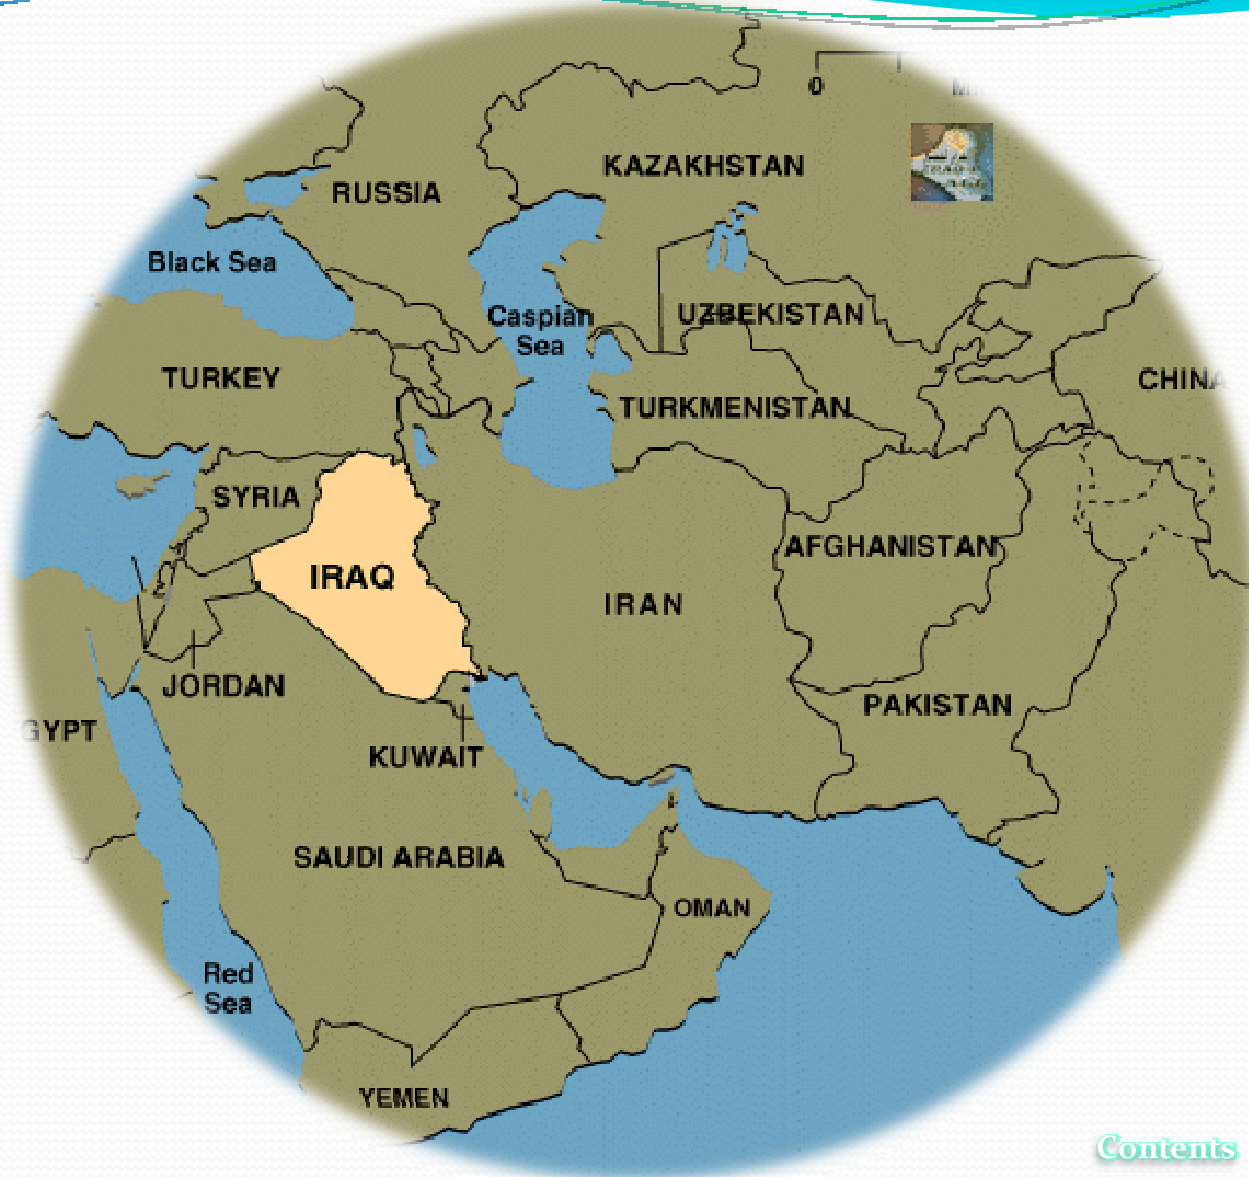 0
KAZAKHSTAN
RUSSIA
Black Sea
UZBEKISTAN
Caspian
Sea
TURKEY
CHINA
TURKMENISTAN
SYRIA
AFGHANISTAN
IRAQ
IRAN
JORDAN
PAKISTAN
GYPT
KUWAIT
SAUDI ARABIA
OMAN
Red
Sea
YEMEN
Contents